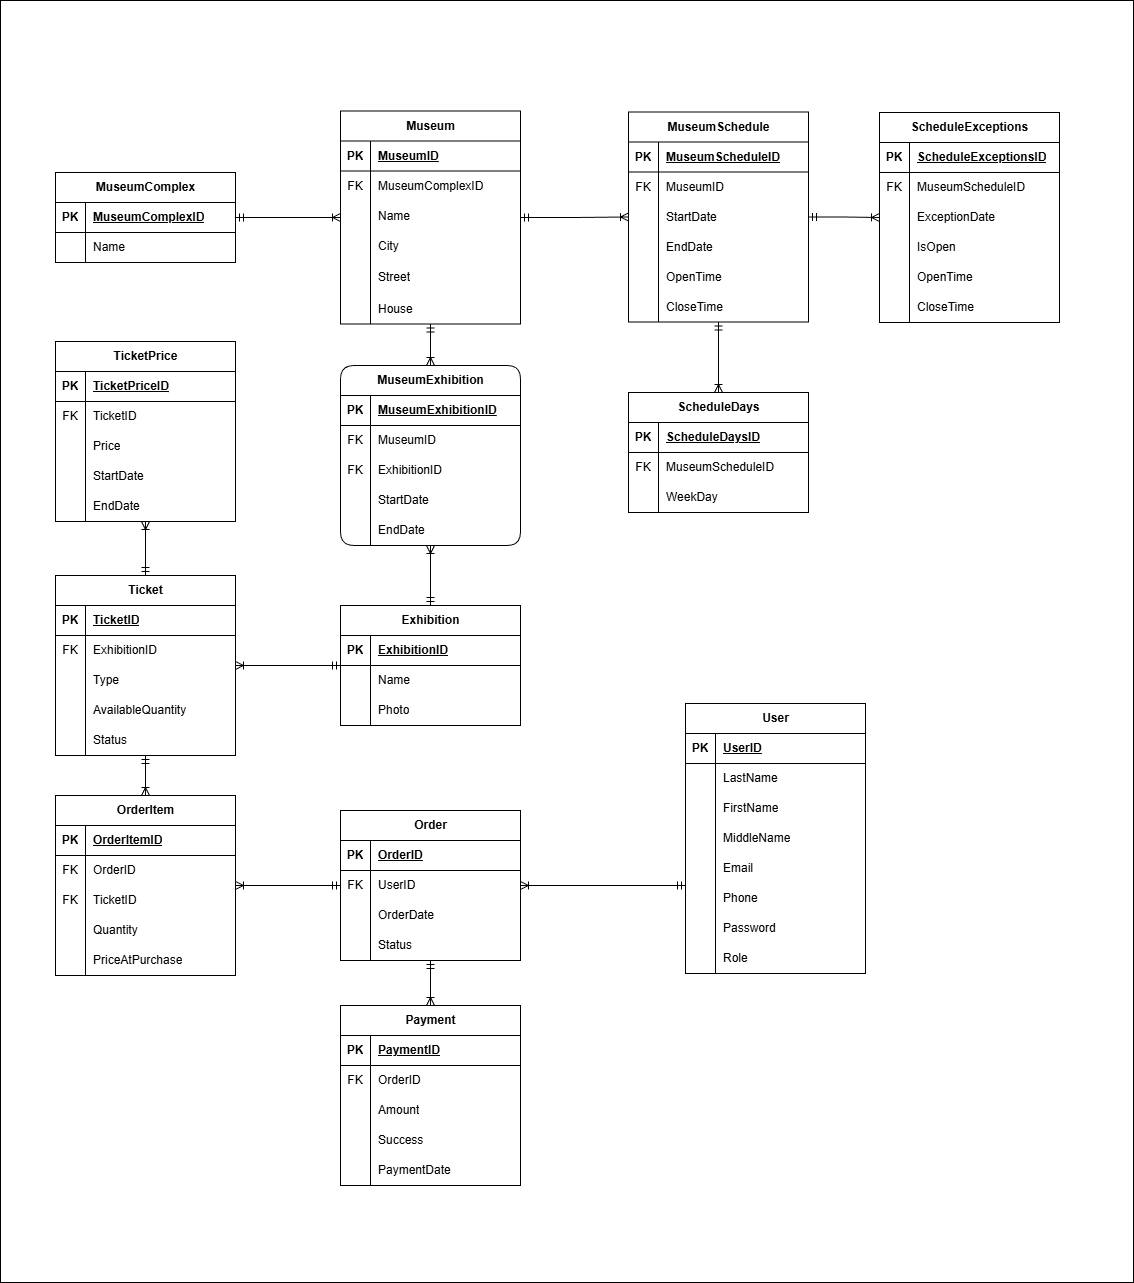 MuseumComplex
PK MuseumComplexID
Name
Museum
PK MuseumID
FK MuseumComplexID
Name
City
Street
House
MuseumSchedule
PK MuseumScheduleID
FK MuseumID
StartDate
EndDate
OpenTime
CloseTime
ScheduleExceptions
PK ScheduleExceptionsID
FK MuseumScheduleID
ExceptionDate
IsOpen
OpenTime
CloseTime
TicketPrice
PK TicketPriceID
FK TicketID
Price
StartDate
EndDate
MuseumExhibition
PK MuseumExhibitionID
FK MuseumID
FK ExhibitionID
StartDate
EndDate
ScheduleDays
PK ScheduleDaysID
FK MuseumScheduleID
WeekDay
Ticket
PK TicketID
FK ExhibitionID
Type
AvailableQuantity
Status
Exhibition
PK ExhibitionID
Name
Photo
User
PK UserID
LastName
FirstName
MiddleName
Email
Phone
Password
Role
OrderItem
PK OrderItemID
FK OrderID
FK TicketID
Quantity
PriceAtPurchase
Order
PK OrderID
FK UserID
OrderDate
Status
Payment
PK PaymentID
FK OrderID
Amount
Success
PaymentDate